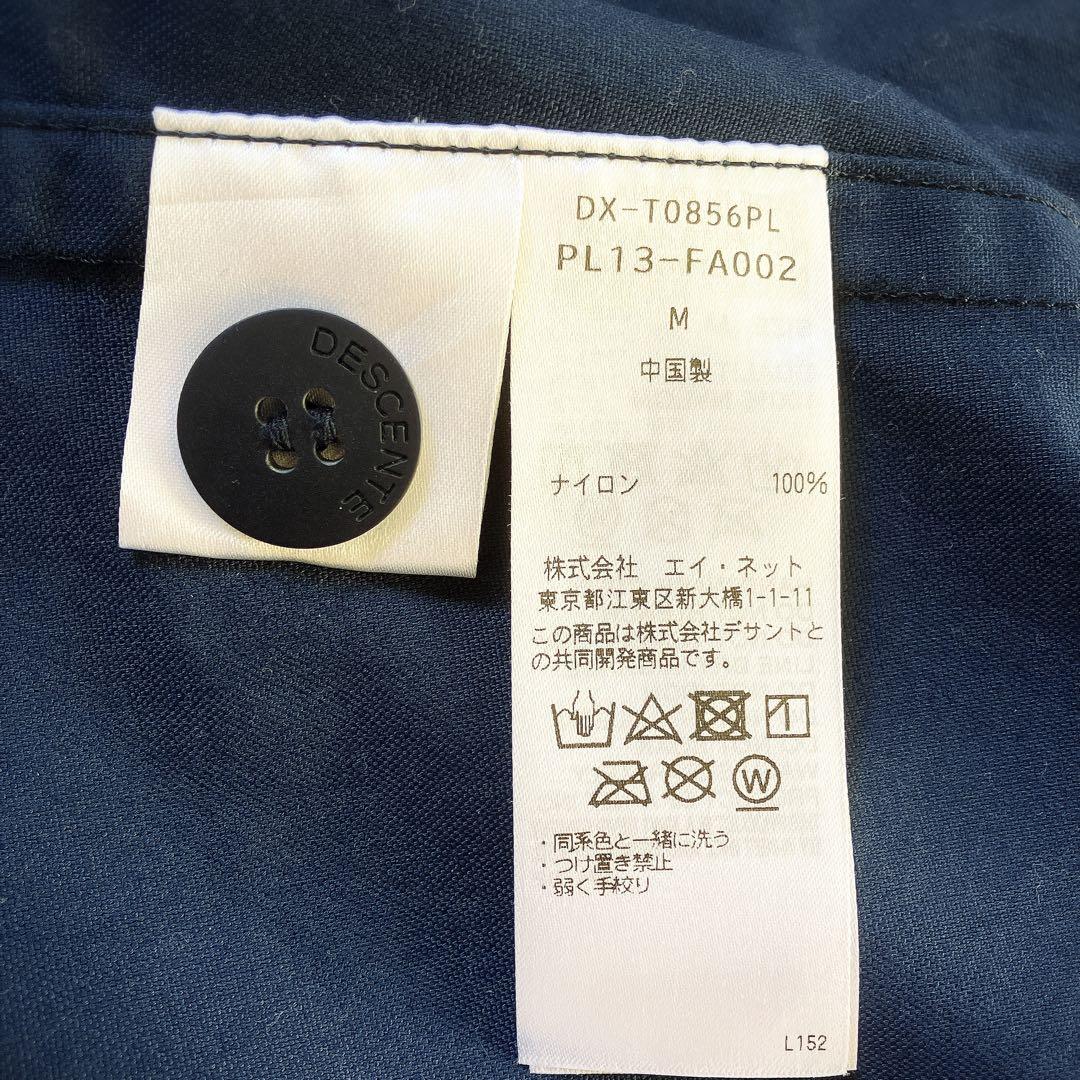 DESCENTE
DX-T0856PL
PL13-FA002
M
中国製
ナイロン 100%
株式会社 エイ・ネット
東京都江東区新大橋1-1-11
この商品は株式会社デサントと
の共同開発商品です。
W
・同系色と一緒に洗う
・つけ置き禁止
・弱く手絞り
L152